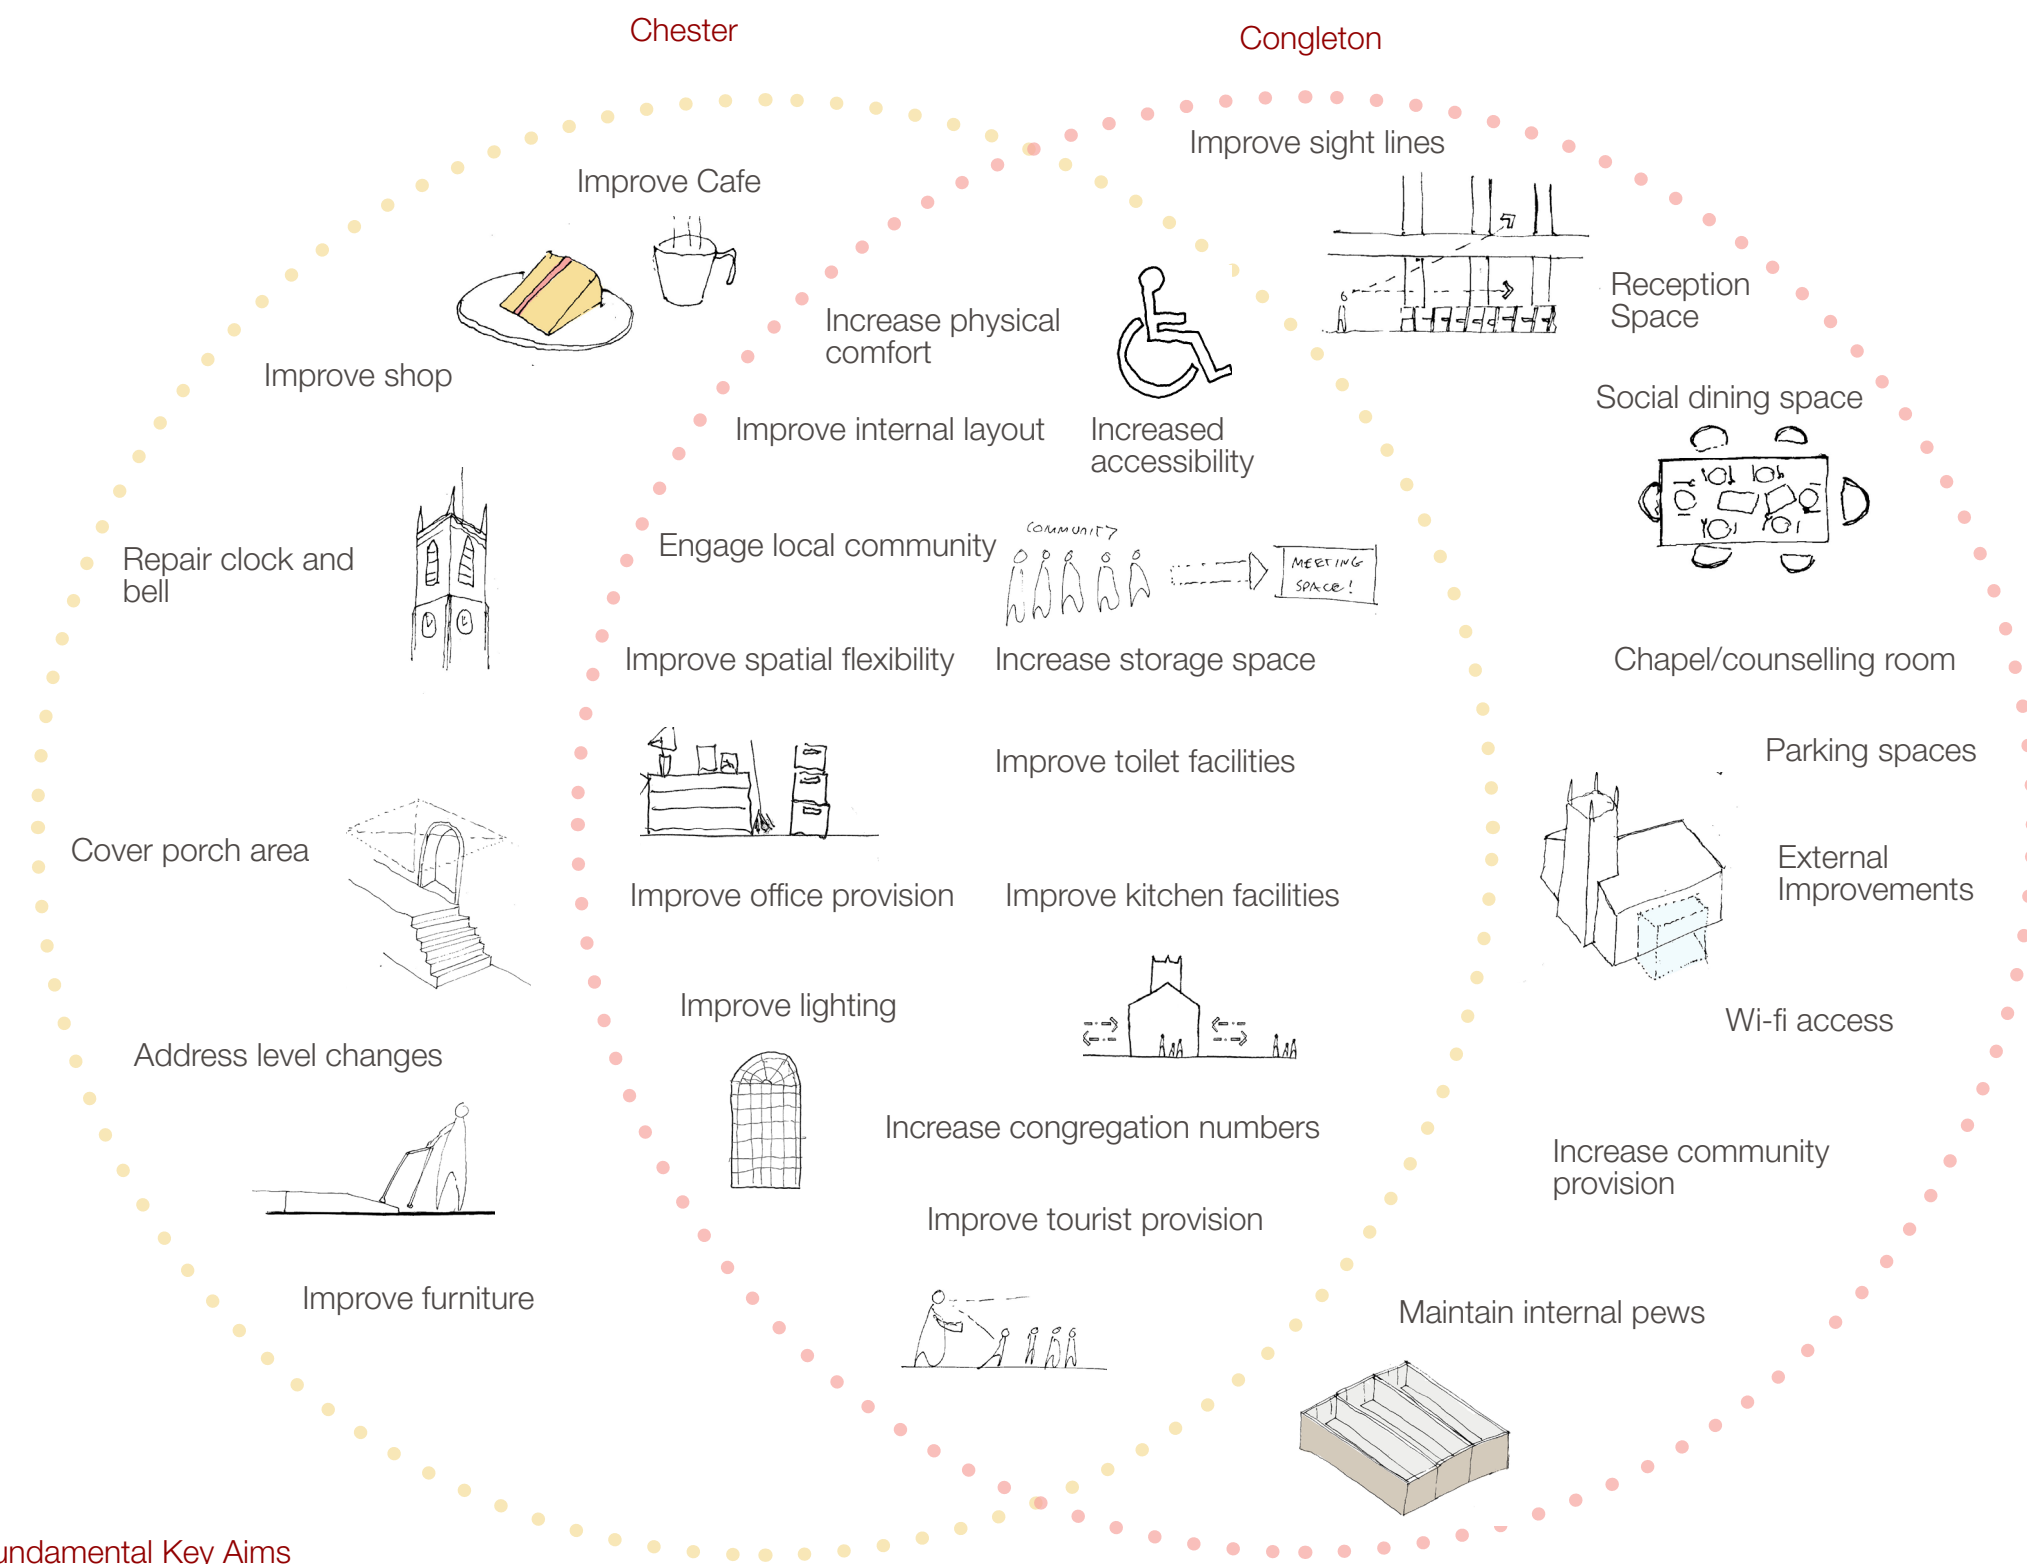 Chester
Congleton
Improve sight lines
Improve Cafe
Reception
Space
Increase physical
comfort
Improve shop
Social dining space
Improve internal layout
Increased
accessibility
COMMUNITY
Engage local community
MEETING
SPACE!
Repair clock and
bell
Improve spatial flexibility
Increase storage space
Chapel/counselling room
Parking spaces
Improve toilet facilities
Cover porch area
External
Improvements
Improve office provision
Improve kitchen facilities
Improve lighting
Wi-fi access
Address level changes
Increase congregation numbers
Increase community
provision
Improve tourist provision
Improve furniture
Maintain internal pews
undamental Key Aims